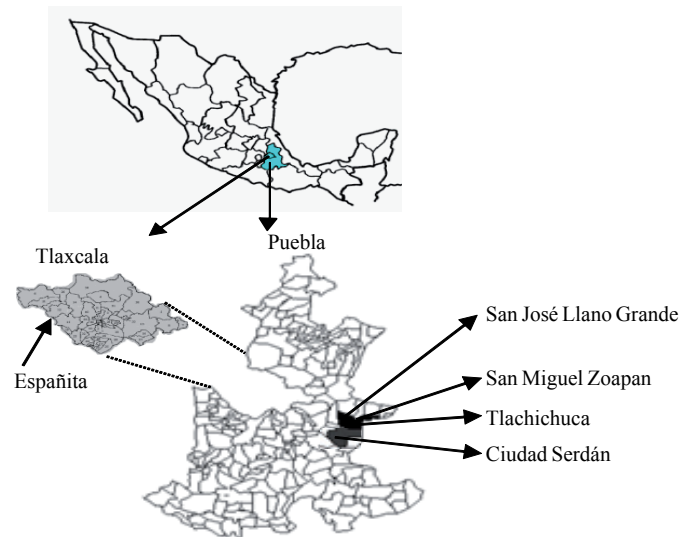 Puebla
Tlaxcala
San José Llano Grande
San Miguel Zoapan
Españita
Tlachichuca
Ciudad Serdán